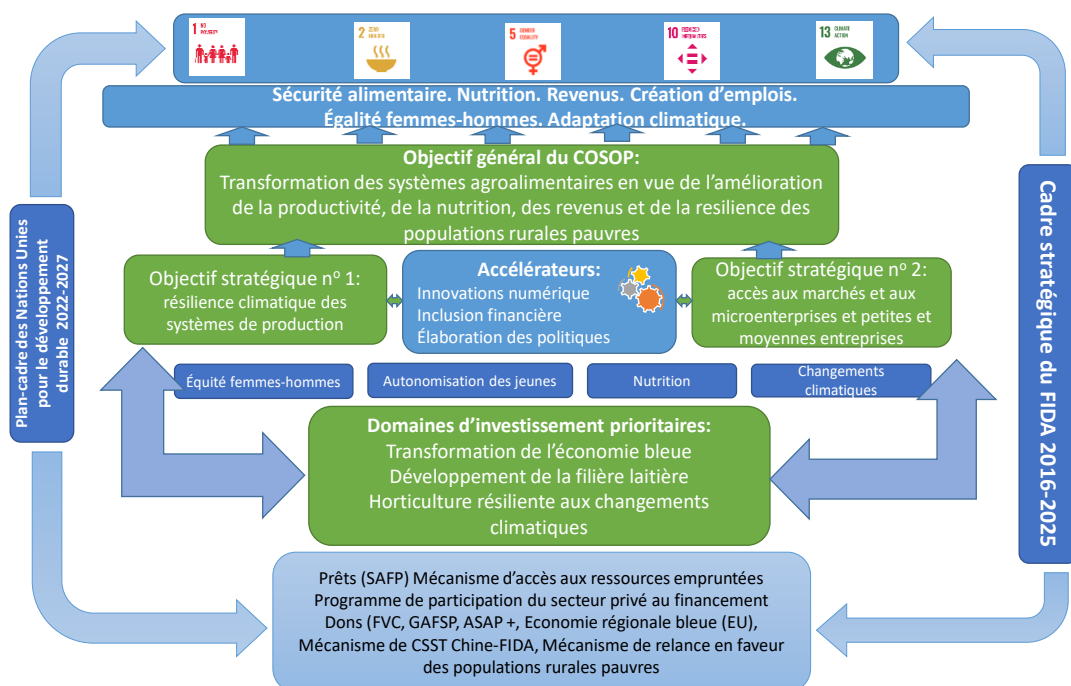 1 NO
POVERTY
2 ZERO
HUNGER
5 GENDER
EQUALITY
10 REDUCED
INEQUALITIES
13 CLIMATE
ACTION
Sécurité alimentaire. Nutrition. Revenus. Création d’emplois.
Égalité femmes-hommes. Adaptation climatique.
Objectif général du COSOP:
Transformation des systèmes agroalimentaires en vue de l’amélioration
de la productivité, de la nutrition, des revenus et de la resilience des
populations rurales pauvres
Plan-cadre des Nations Unies
pour le développement
durable 2022-2027
Cadre stratégique du FIDA 2016-2025
Objectif stratégique nº 1:
résilience climatique des
systèmes de production
Accélérateurs:
Innovations numérique
Inclusion financière
Élaboration des politiques
Objectif stratégique nº 2:
accès aux marchés et aux
microenterprises et petites et
moyennes entreprises
Équité femmes-hommes
Autonomisation des jeunes
Nutrition
Changements
climatiques
Domaines d’investissement prioritaires:
Transformation de l’économie bleue
Développement de la filière laitière
Horticulture résiliente aux changements
climatiques
Prêts (SAFP) Mécanisme d’accès aux ressources empruntées
Programme de participation du secteur privé au financement
Dons (FVC, GAFSP, ASAP +, Economie régionale bleue (EU),
Mécanisme de CSST Chine-FIDA, Mécanisme de relance en faveur
des populations rurales pauvres